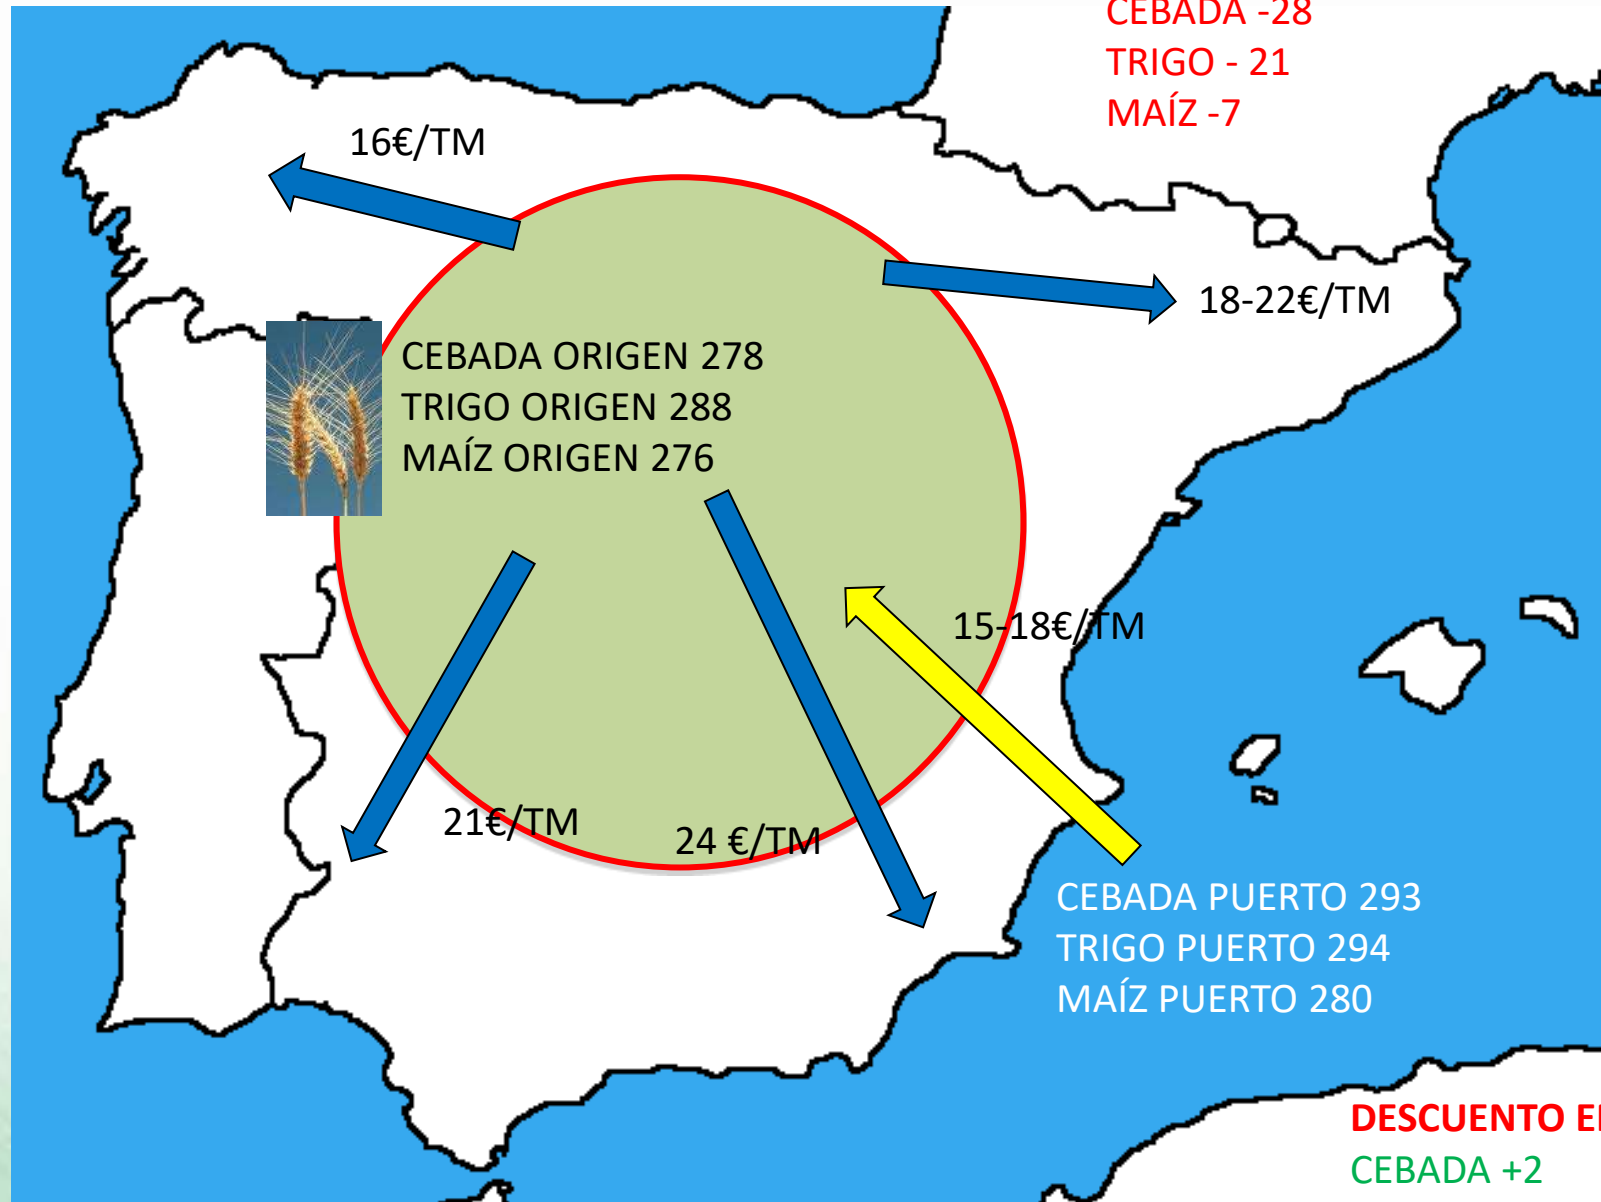 CEBADA -28
TRIGO - 21
MAÍZ -7
16€/TM
18-22€/TM
CEBADA ORIGEN 278
TRIGO ORIGEN 288
MAÍZ ORIGEN 276
15-18€/TM
21€/TM
24 €/TM
CEBADA PUERTO 293
TRIGO PUERTO 294
MAÍZ PUERTO 280
DESCUENTO
CEBADA +2